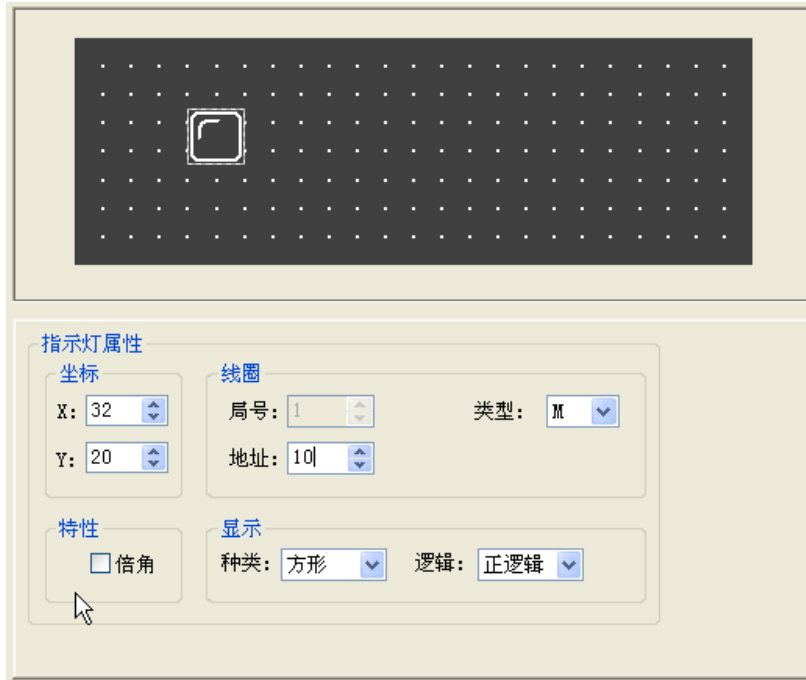 指示灯属性
坐标
线圈
X: 32
局号: 1
类型: M
Y: 20
地址: 10
特性
显示
倍角
种类: 方形
逻辑: 正逻辑